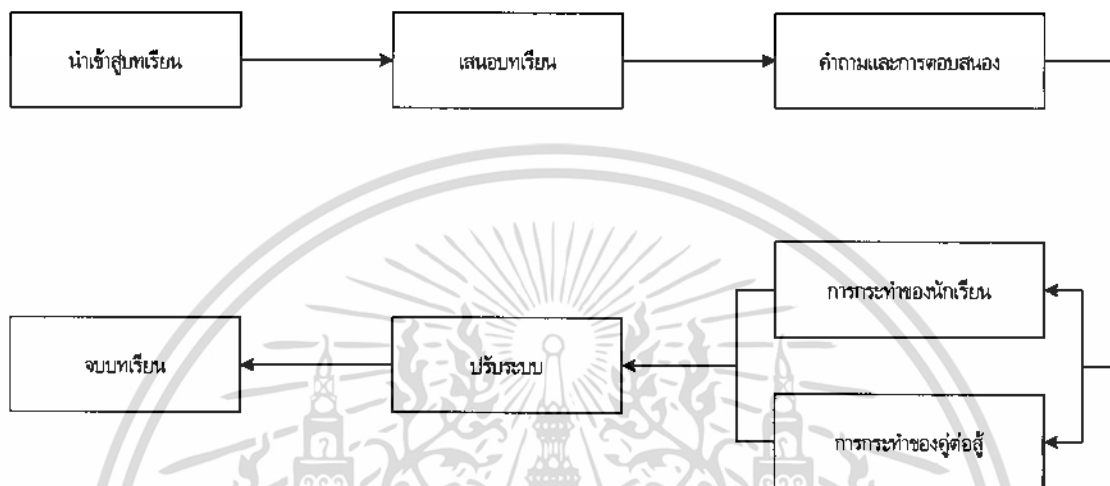 นำเข้าสู่บทเรียน
เสนอบทเรียน
คำถามและการตอบสนอง
การกระทำของนักเรียน
จบบทเรียน
ปรับระบบ
การกระทำของคู่ต่อสู้